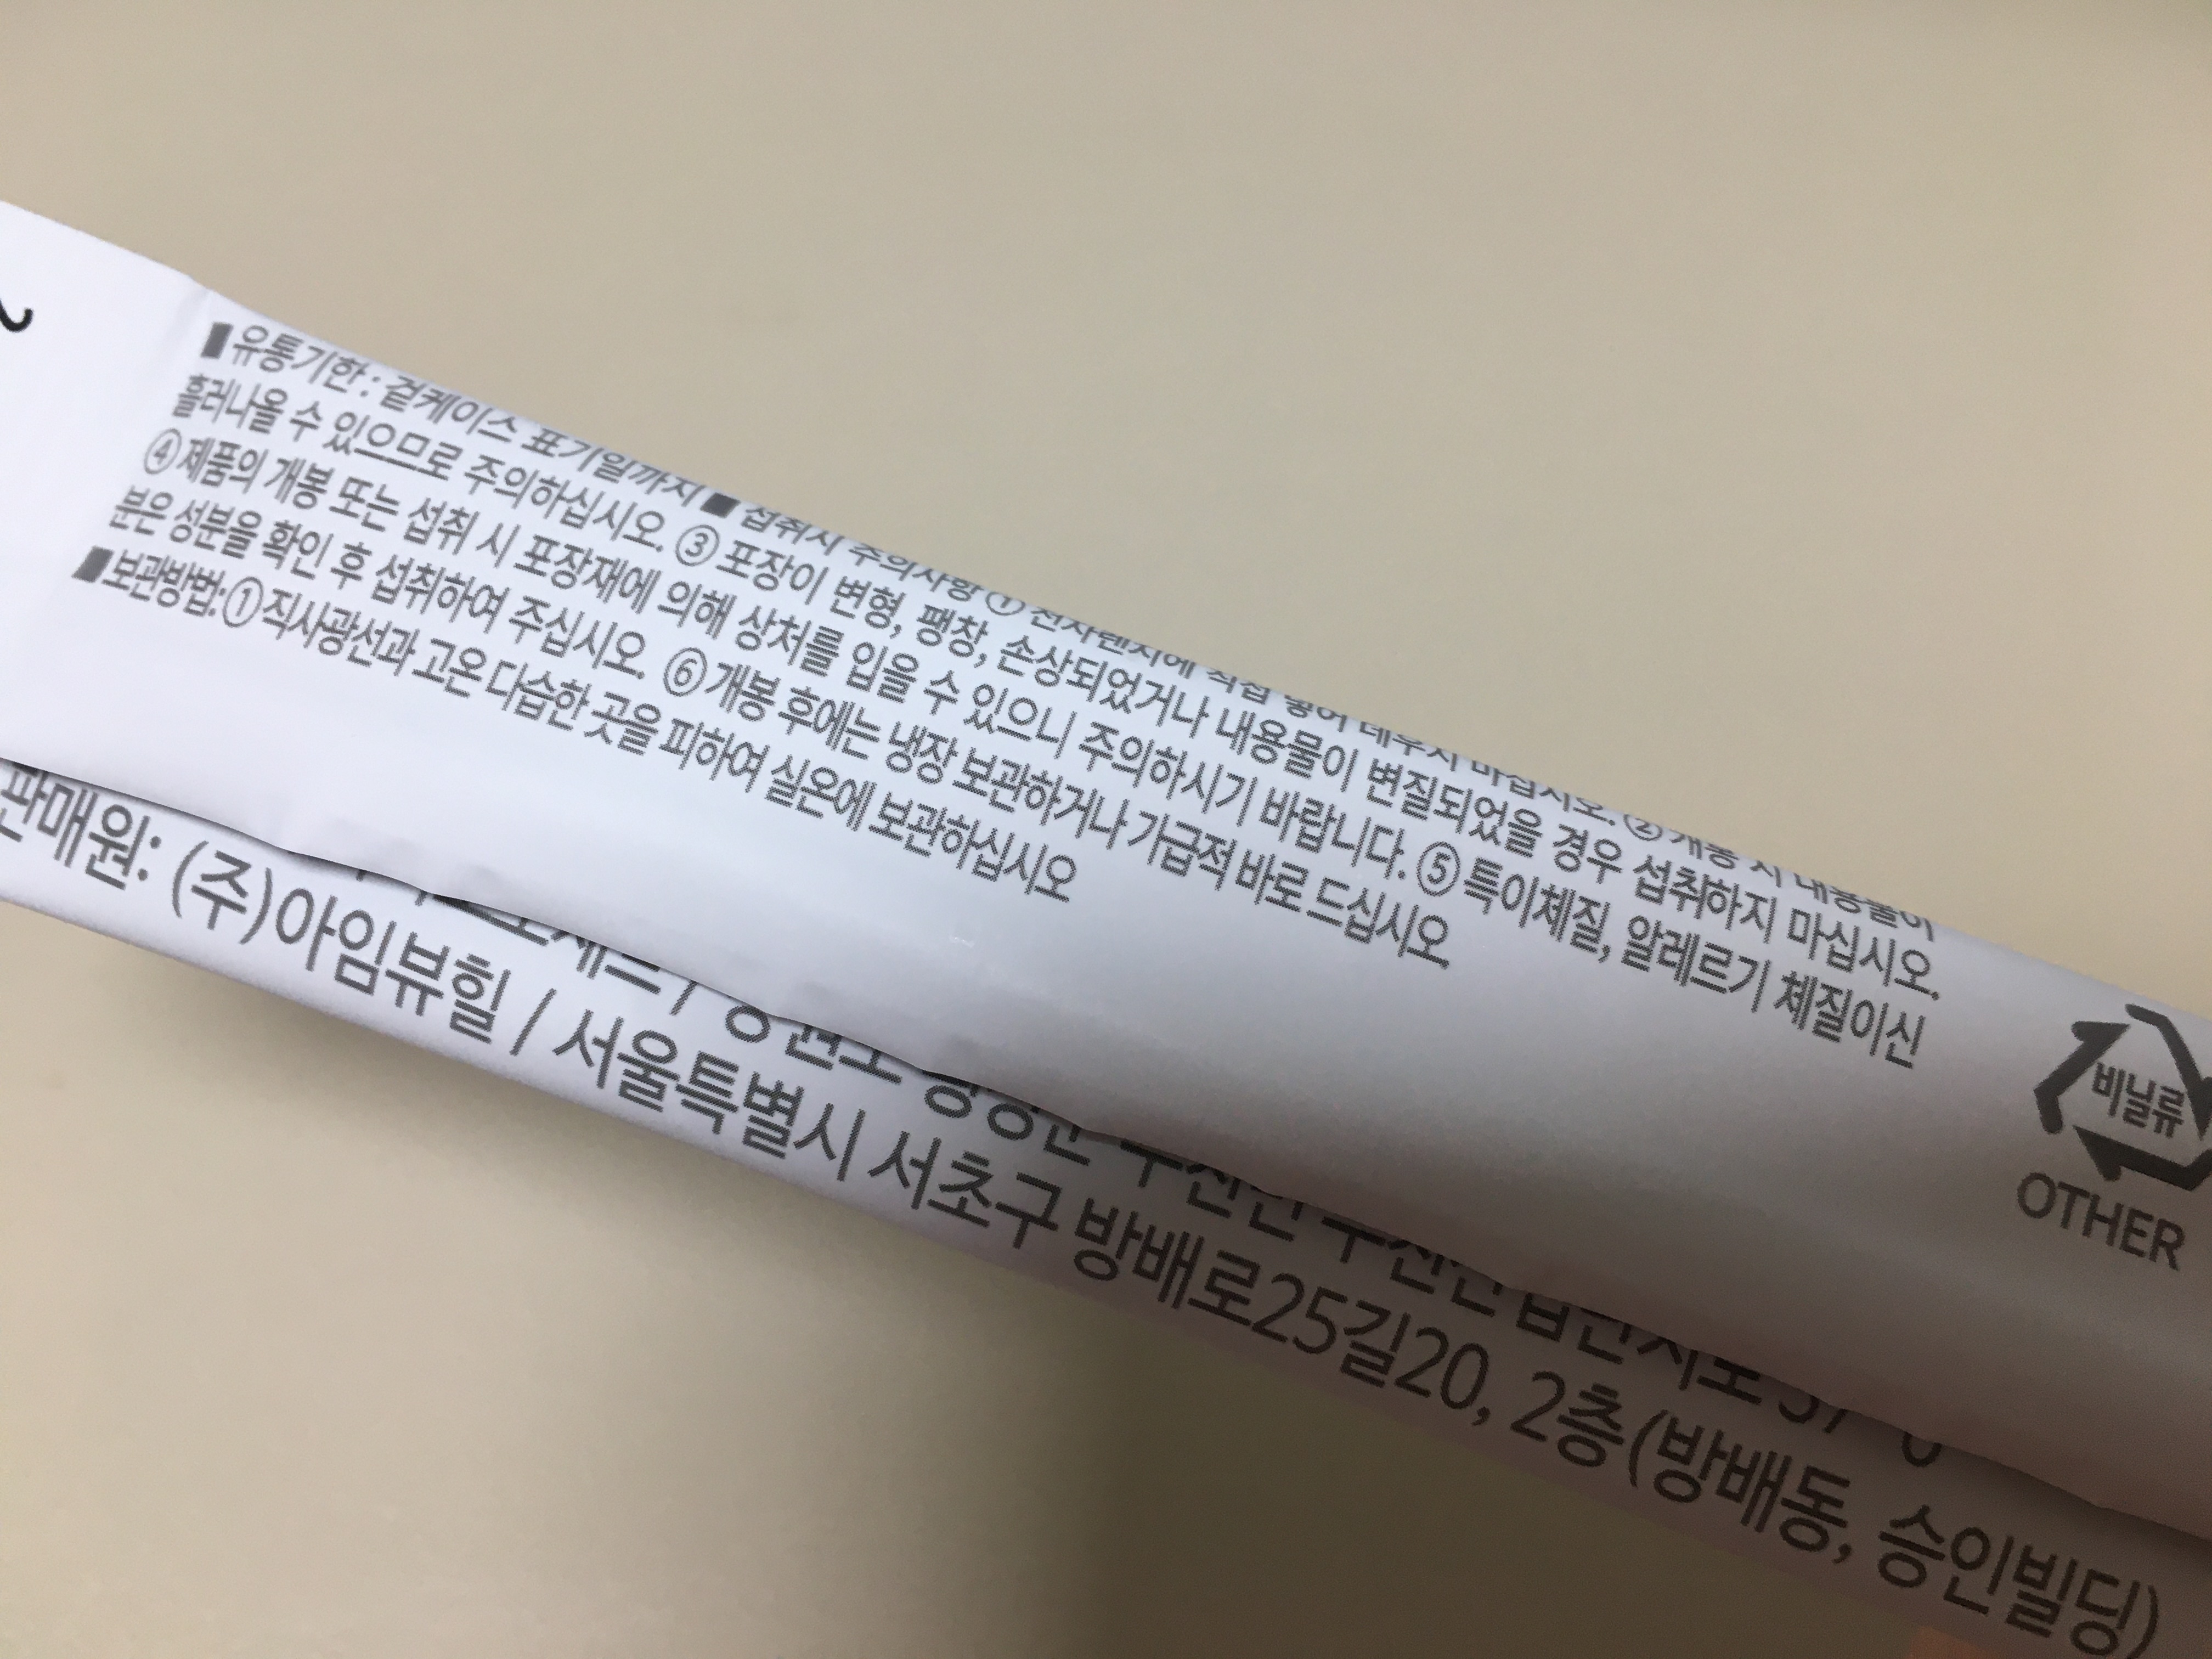 ■유통기한 : 겉케이스 표기일까지 ■섭취시 주의사항 ① 전자렌지에 직접 넣어 데우지 마십시오. ② 개봉 시 내용물이
흘러나올 수 있으므로 주의하십시오. ③ 포장이 변형, 팽창, 손상되었거나 내용물이 변질되었을 경우 섭취하지 마십시오.
④ 제품의 개봉 또는 섭취 시 포장재에 의해 상처를 입을 수 있으니 주의하시기 바랍니다. ⑤ 특이체질, 알레르기 체질이신
분은 성분을 확인 후 섭취하여 주십시오. ⑥ 개봉 후에는 냉장 보관하거나 가급적 바로 드십시오.
■보관방법: ① 직사광선과 고온 다습한 곳을 피하여 실온에 보관하십시오
비닐류
OTHER
판매원: (주)아임뷰힐 / 서울특별시 서초구 방배로25길20, 2층(방배동, 승인빌딩)